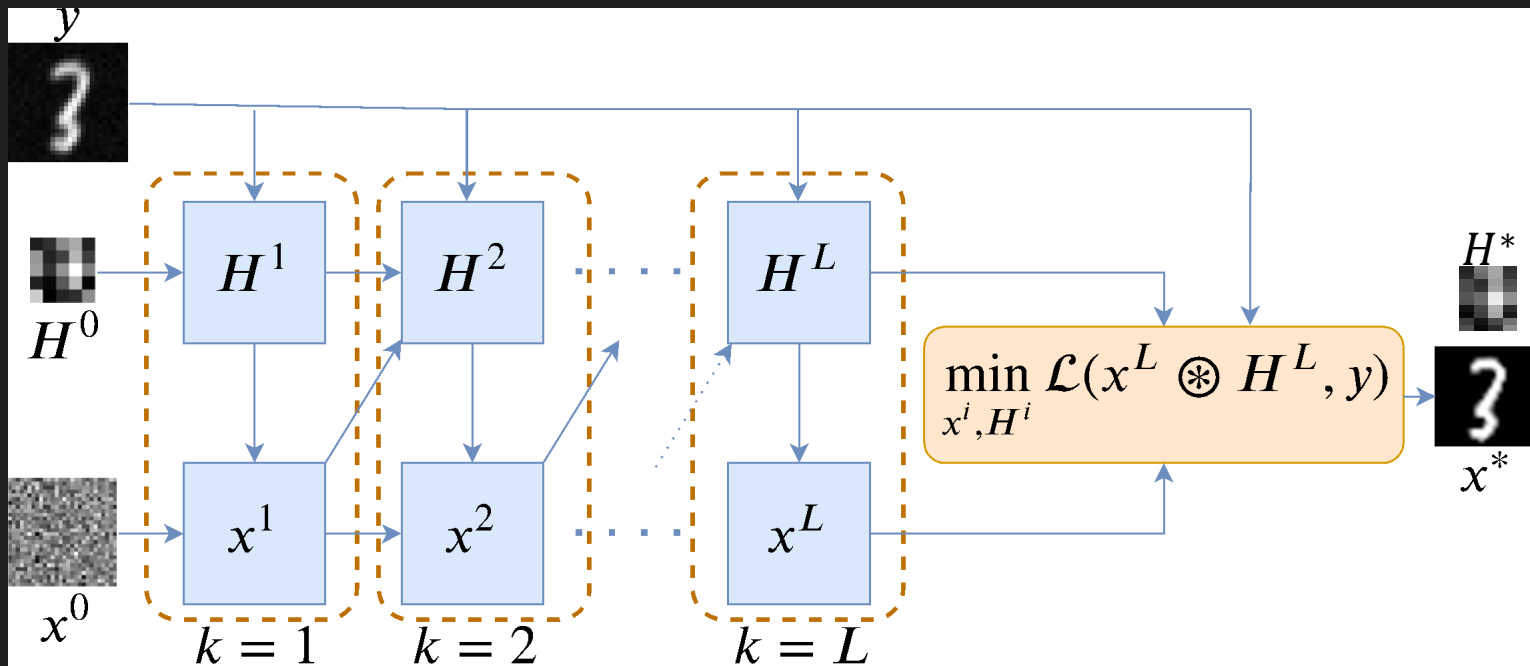 y
H^0
x^0
H^1
H^2
H^L
x^1
x^2
x^L
k = 1
k = 2
k = L
min_{x^i, H^i} ℒ(x^L ⊛ H^L, y)
H*
x*